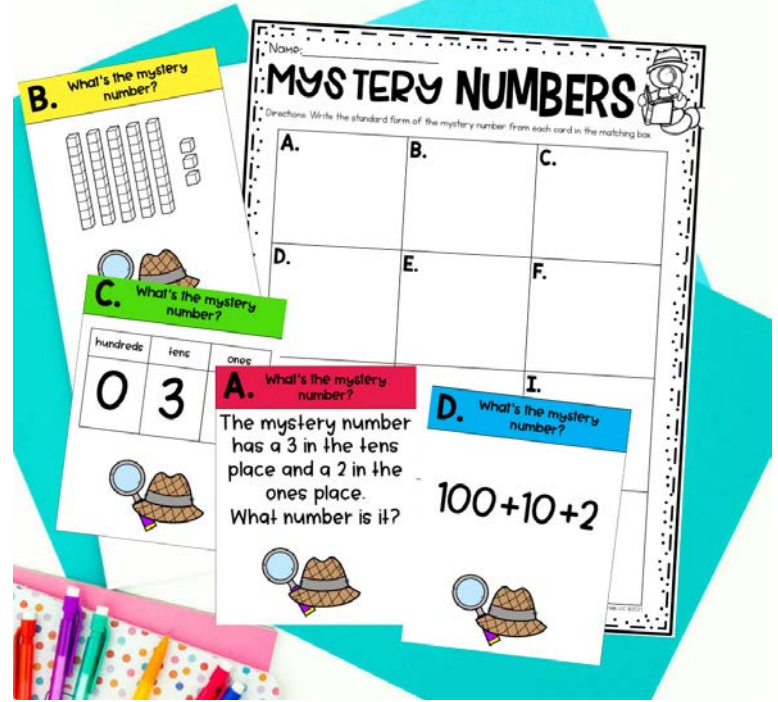 Name:
MYSTERY NUMBERS
Directions: Write the standard form of the mystery number from each card in the matching box.
A.
B.
C.
D.
E.
F.
I.
B. What's the mystery
number?
C. What's the mystery
number?
hundreds tens ones
0 3
A. What's the mystery
number?
The mystery number
has a 3 in the tens
place and a 2 in the
ones place.
What number is it?
D. What's the mystery
number?
100+10+2